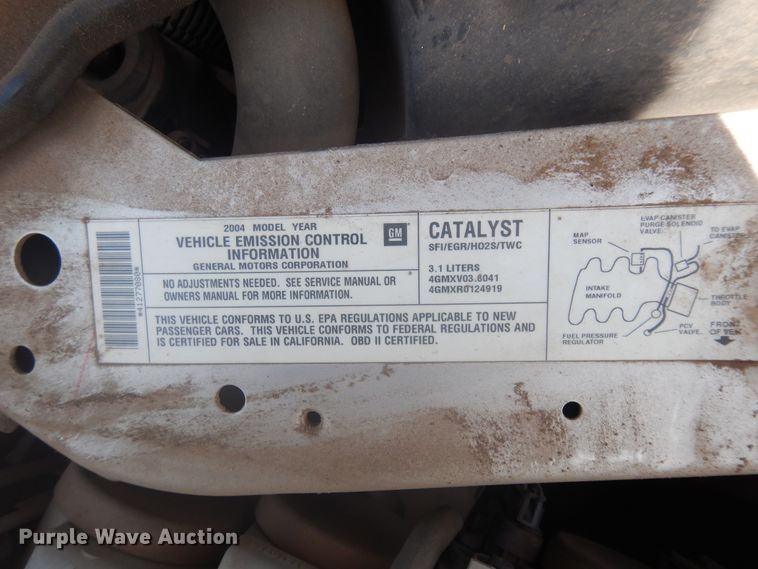 2004 MODEL YEAR
VEHICLE EMISSION CONTROL
INFORMATION
GENERAL MOTORS CORPORATION
GM
NO ADJUSTMENTS NEEDED. SEE SERVICE MANUAL OR
OWNERS MANUAL FOR MORE INFORMATION.
THIS VEHICLE CONFORMS TO U.S. EPA REGULATIONS APPLICABLE TO NEW
PASSENGER CARS. THIS VEHICLE CONFORMS TO FEDERAL REGULATIONS AND
IS CERTIFIED FOR SALE IN CALIFORNIA. OBD II CERTIFIED.
CATALYST
SFI/EGR/HO2S/TWC
3.1 LITERS
4GMXV03.8041
4GMXR0124919
MAP
SENSOR
EVAP CANISTER
PURGE SOLENOID
VALVE
TO EVAP
CANISTER
INTAKE
MANIFOLD
THROTTLE
BODY
FUEL PRESSURE
REGULATOR
PCV
VALVE
FRONT
OF VEH
Purple Wave Auction